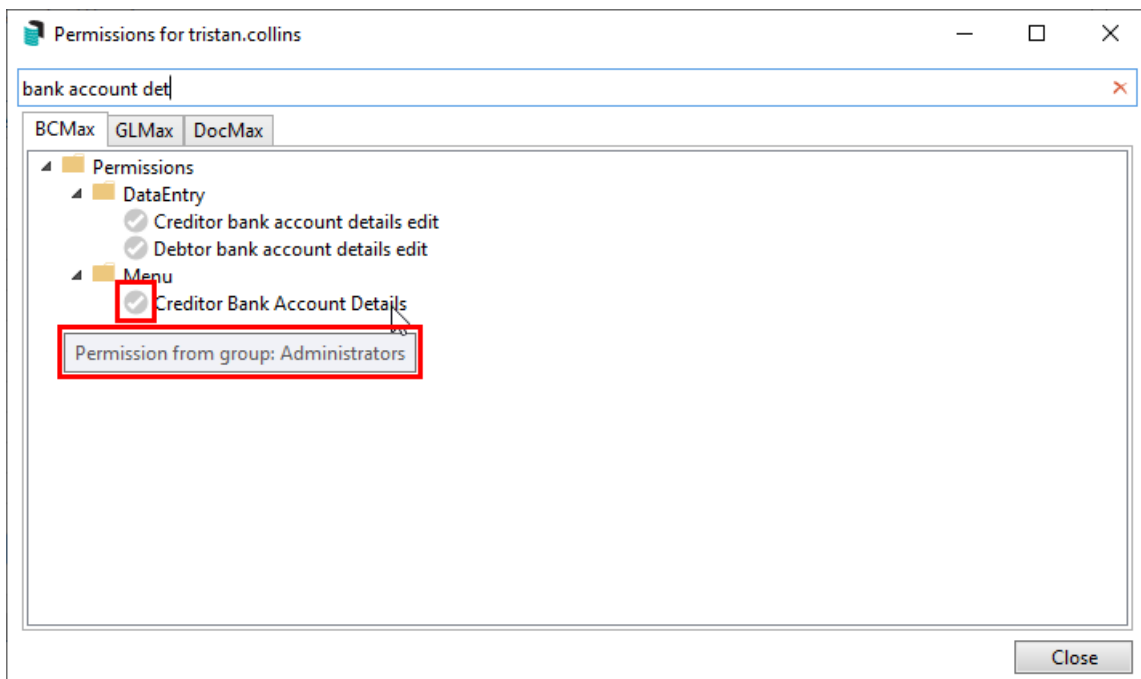 Permissions for tristan.collins
bank account det
BCMax GLMax DocMax
Permissions
DataEntry
Creditor bank account details edit
Debtor bank account details edit
Menu
Creditor Bank Account Details
Permission from group: Administrators
Close